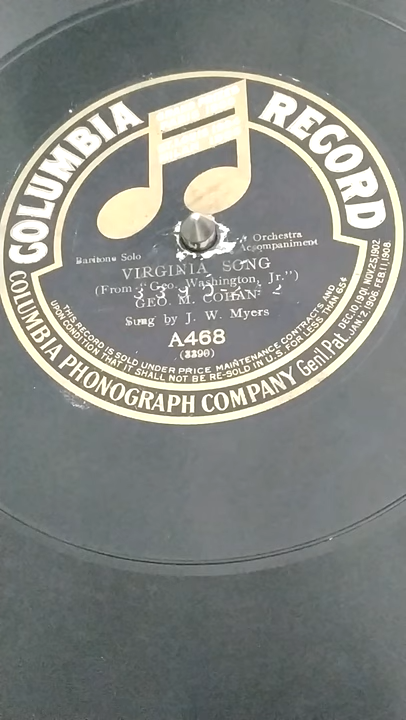 COLUMBIA RECORD
Baritone Solo
Orchestra
Accompaniment
VIRGINIA SONG
(From "Geo. Washington, Jr.")
GEO. M. COHAN
Sung by J. W. Myers
A468
(3390)
THIS RECORD IS SOLD UNDER PRICE MAINTENANCE CONTRACTS AND
UPON CONDITION THAT IT SHALL NOT BE RE-SOLD IN U.S. FOR LESS THAN 65¢
COLUMBIA PHONOGRAPH COMPANY Gen'l.
Pat. DEC.10,1901. NOV.25,1902.
JAN'2, 1906. FEB.11,1908.